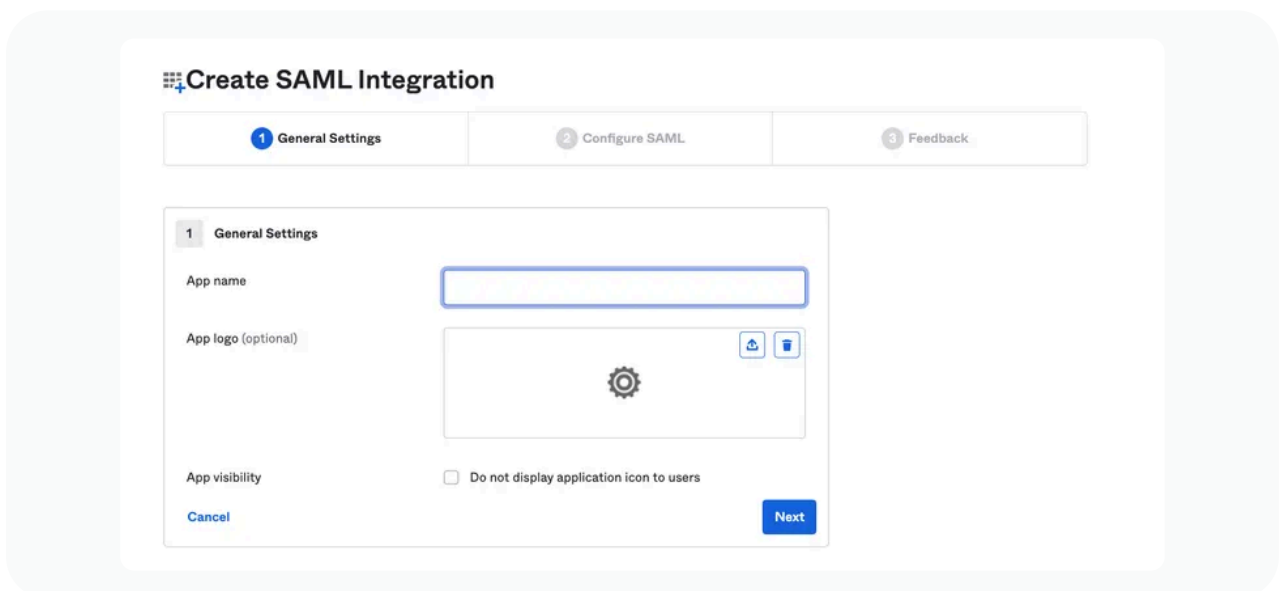 Create SAML Integration
1 General Settings
2 Configure SAML
3 Feedback
1 General Settings
App name
App logo (optional)
App visibility
Do not display application icon to users
Cancel
Next